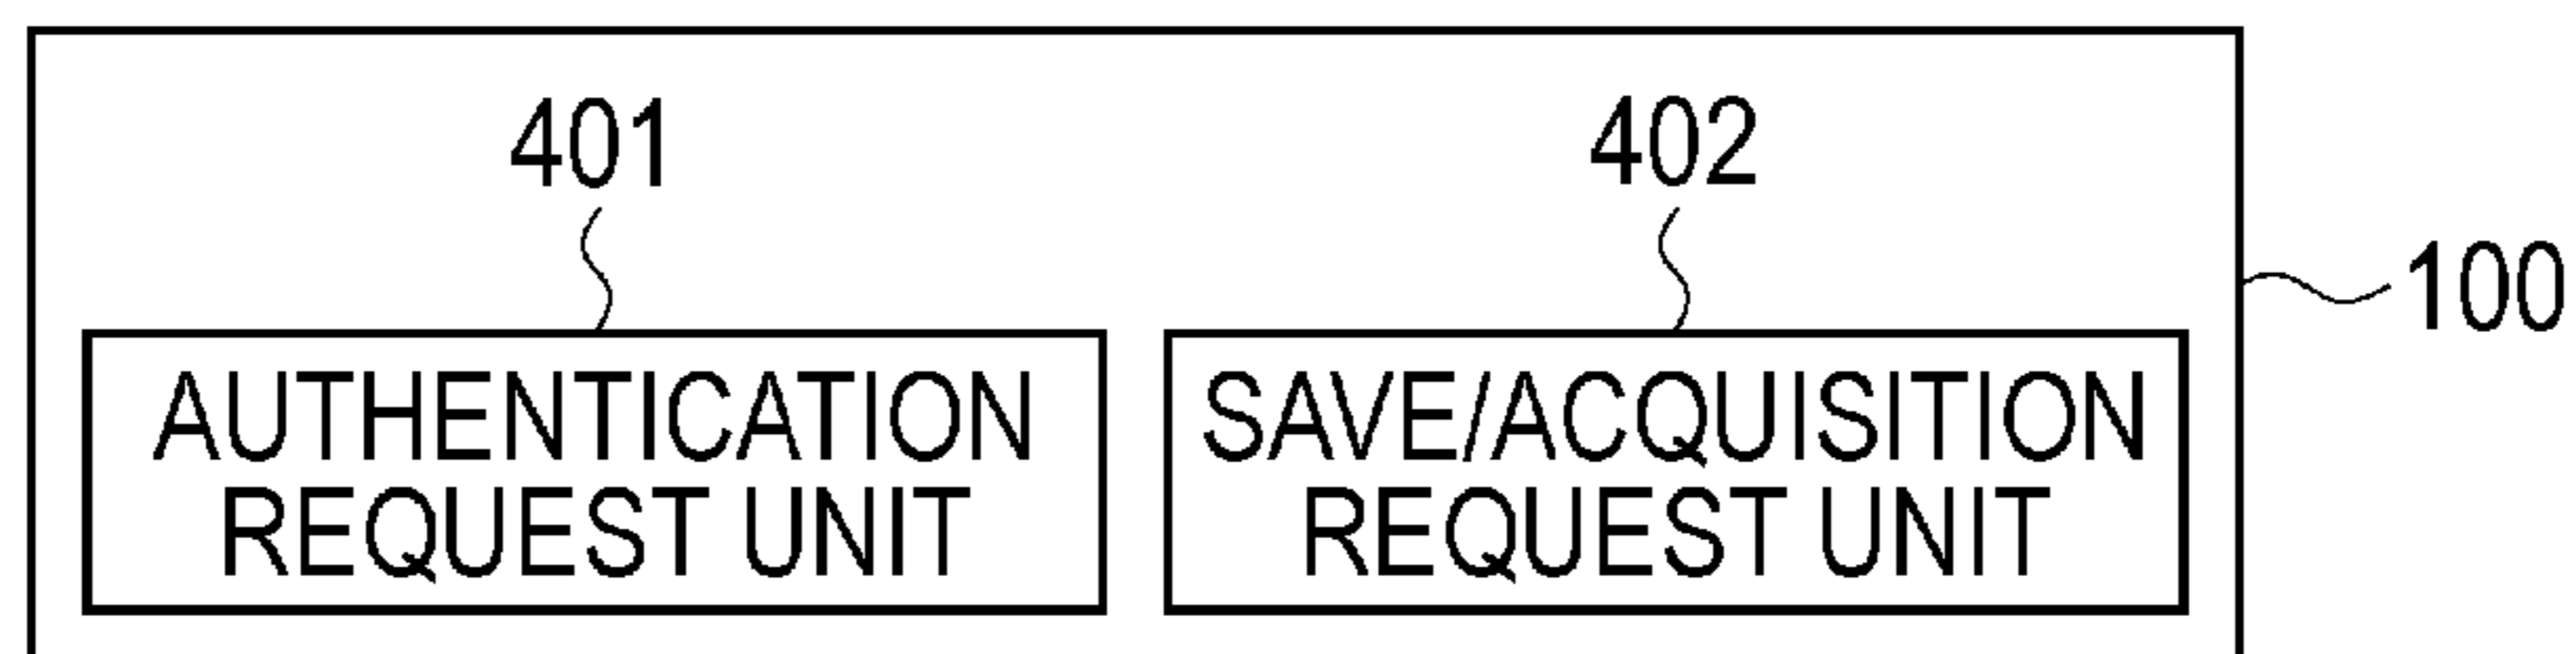 401
402
100
AUTHENTICATION
REQUEST UNIT
SAVE/ACQUISITION
REQUEST UNIT